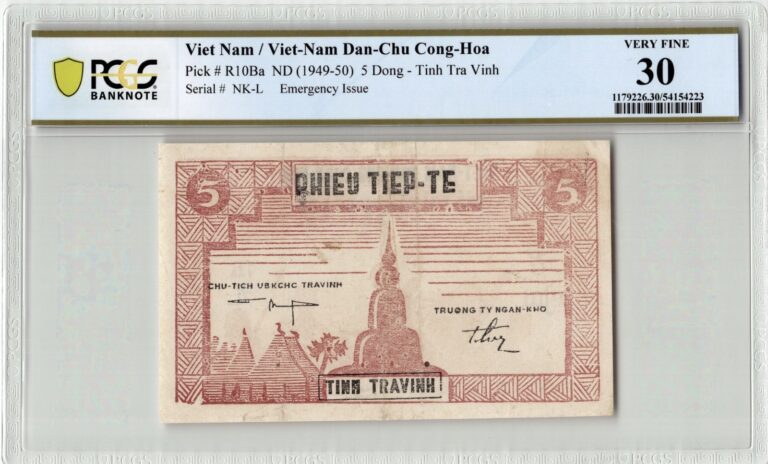 PCGS
BANKNOTE
Viet Nam / Viet-Nam Dan-Chu Cong-Hoa
Pick # R10Ba ND (1949-50) 5 Dong - Tinh Tra Vinh
Serial # NK-L Emergency Issue
VERY FINE
30
1179226.30/54154223
5
PHIEU TIEP-TE
5
CHU-TICH UBKCHC TRAVINH
TRUONG TY NGAN-KHO
TINH TRAVINH